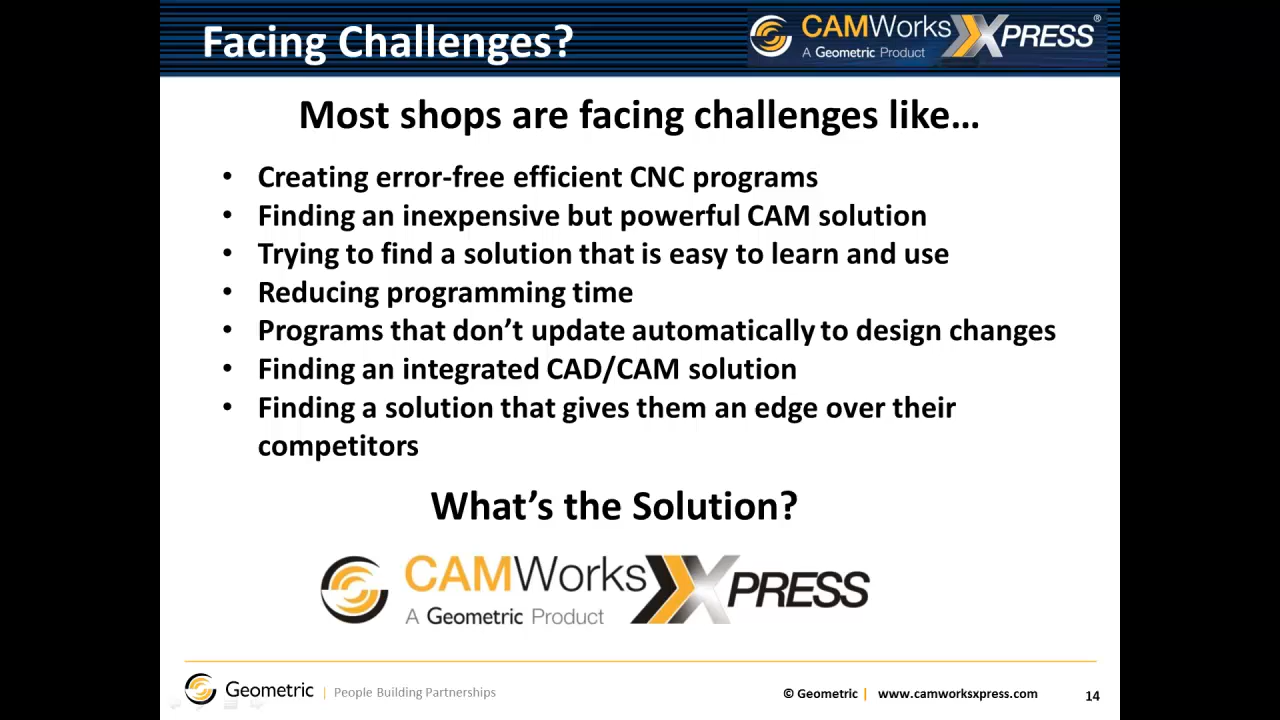 Facing Challenges?
CAMWorks XPRESS®
A Geometric Product
Most shops are facing challenges like…
• Creating error-free efficient CNC programs
• Finding an inexpensive but powerful CAM solution
• Trying to find a solution that is easy to learn and use
• Reducing programming time
• Programs that don’t update automatically to design changes
• Finding an integrated CAD/CAM solution
• Finding a solution that gives them an edge over their
competitors
What’s the Solution?
CAMWorks XPRESS
A Geometric Product
Geometric | People Building Partnerships
© Geometric | www.camworksxpress.com 14